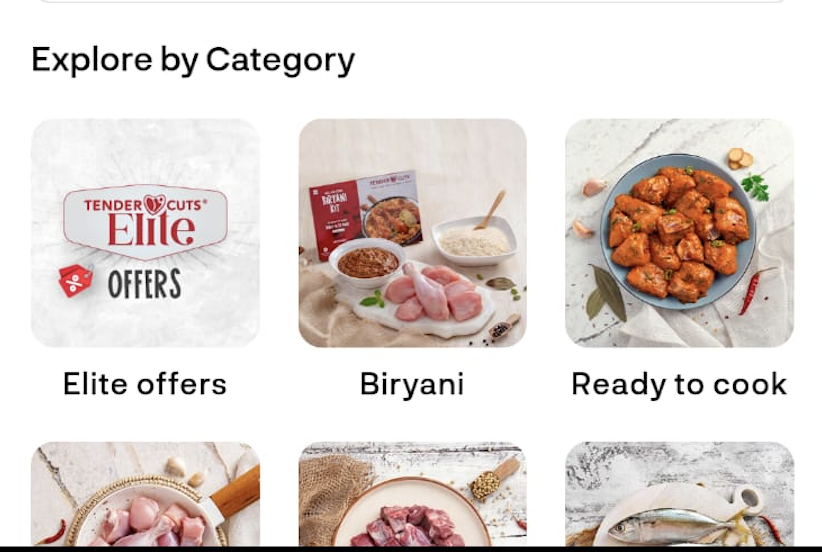 Explore by Category
TENDER CUTS®
Elite
OFFERS
TENDER CUTS
BIRYANI
KIT
Elite offers
Biryani
Ready to cook